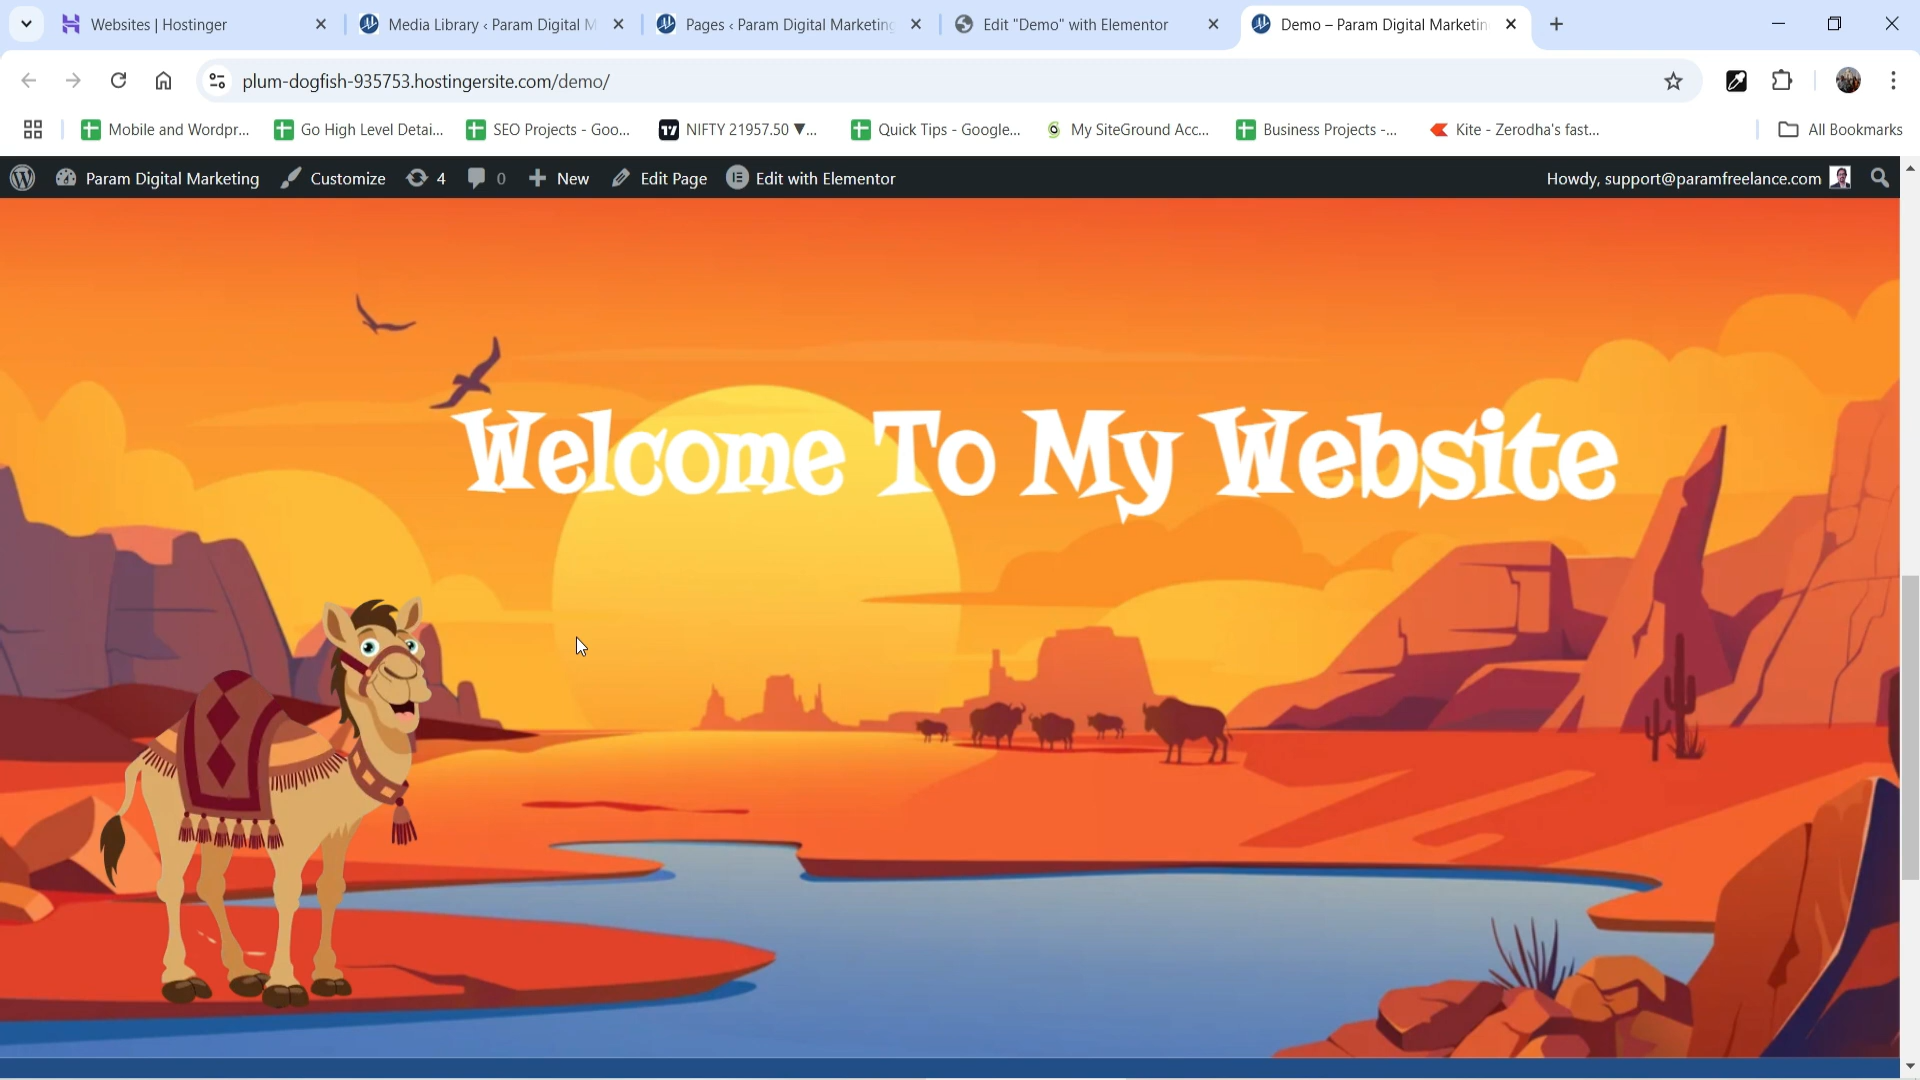 Websites | Hostinger
Media Library ‹ Param Digital M
Pages ‹ Param Digital Marketing
Edit "Demo" with Elementor
Demo – Param Digital Marketin
plum-dogfish-935753.hostingersite.com/demo/
Mobile and Wordpr...
Go High Level Detai...
SEO Projects - Goo...
NIFTY 21957.50 ▼...
Quick Tips - Google...
My SiteGround Acc...
Business Projects -...
Kite - Zerodha's fast...
All Bookmarks
Param Digital Marketing
Customize
4
0
New
Edit Page
Edit with Elementor
Howdy, support@paramfreelance.com
Welcome To My Website